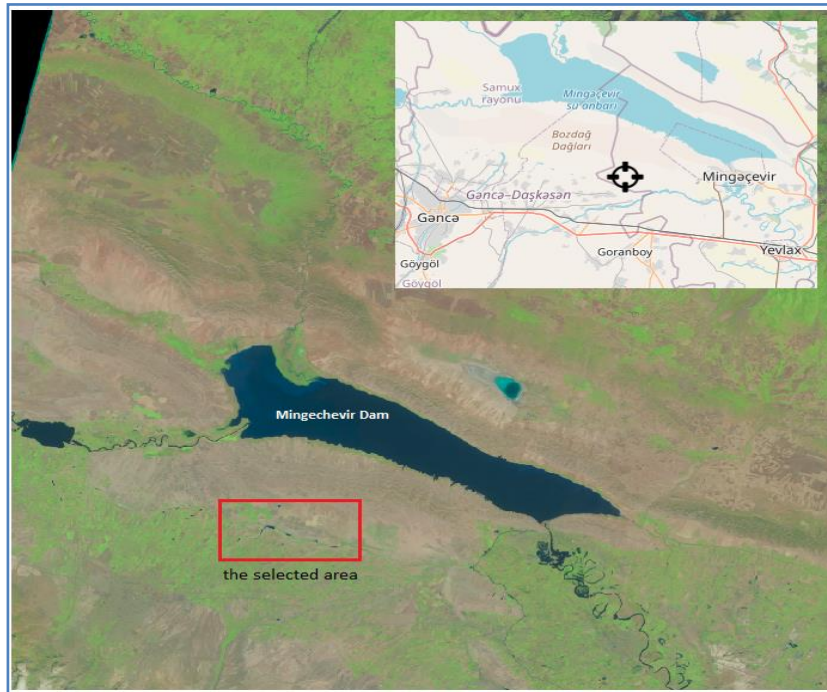 Samux
rayonu
Mingəçevir
su anbarı
Bozdağ
Dağları
Mingəçevir
Gəncə–Daşkəsən
Gəncə
Goranboy
Yevlax
Göygöl
Göygöl
Mingechevir Dam
the selected area